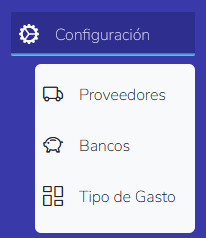 Configuración
Proveedores
Bancos
Tipo de Gasto